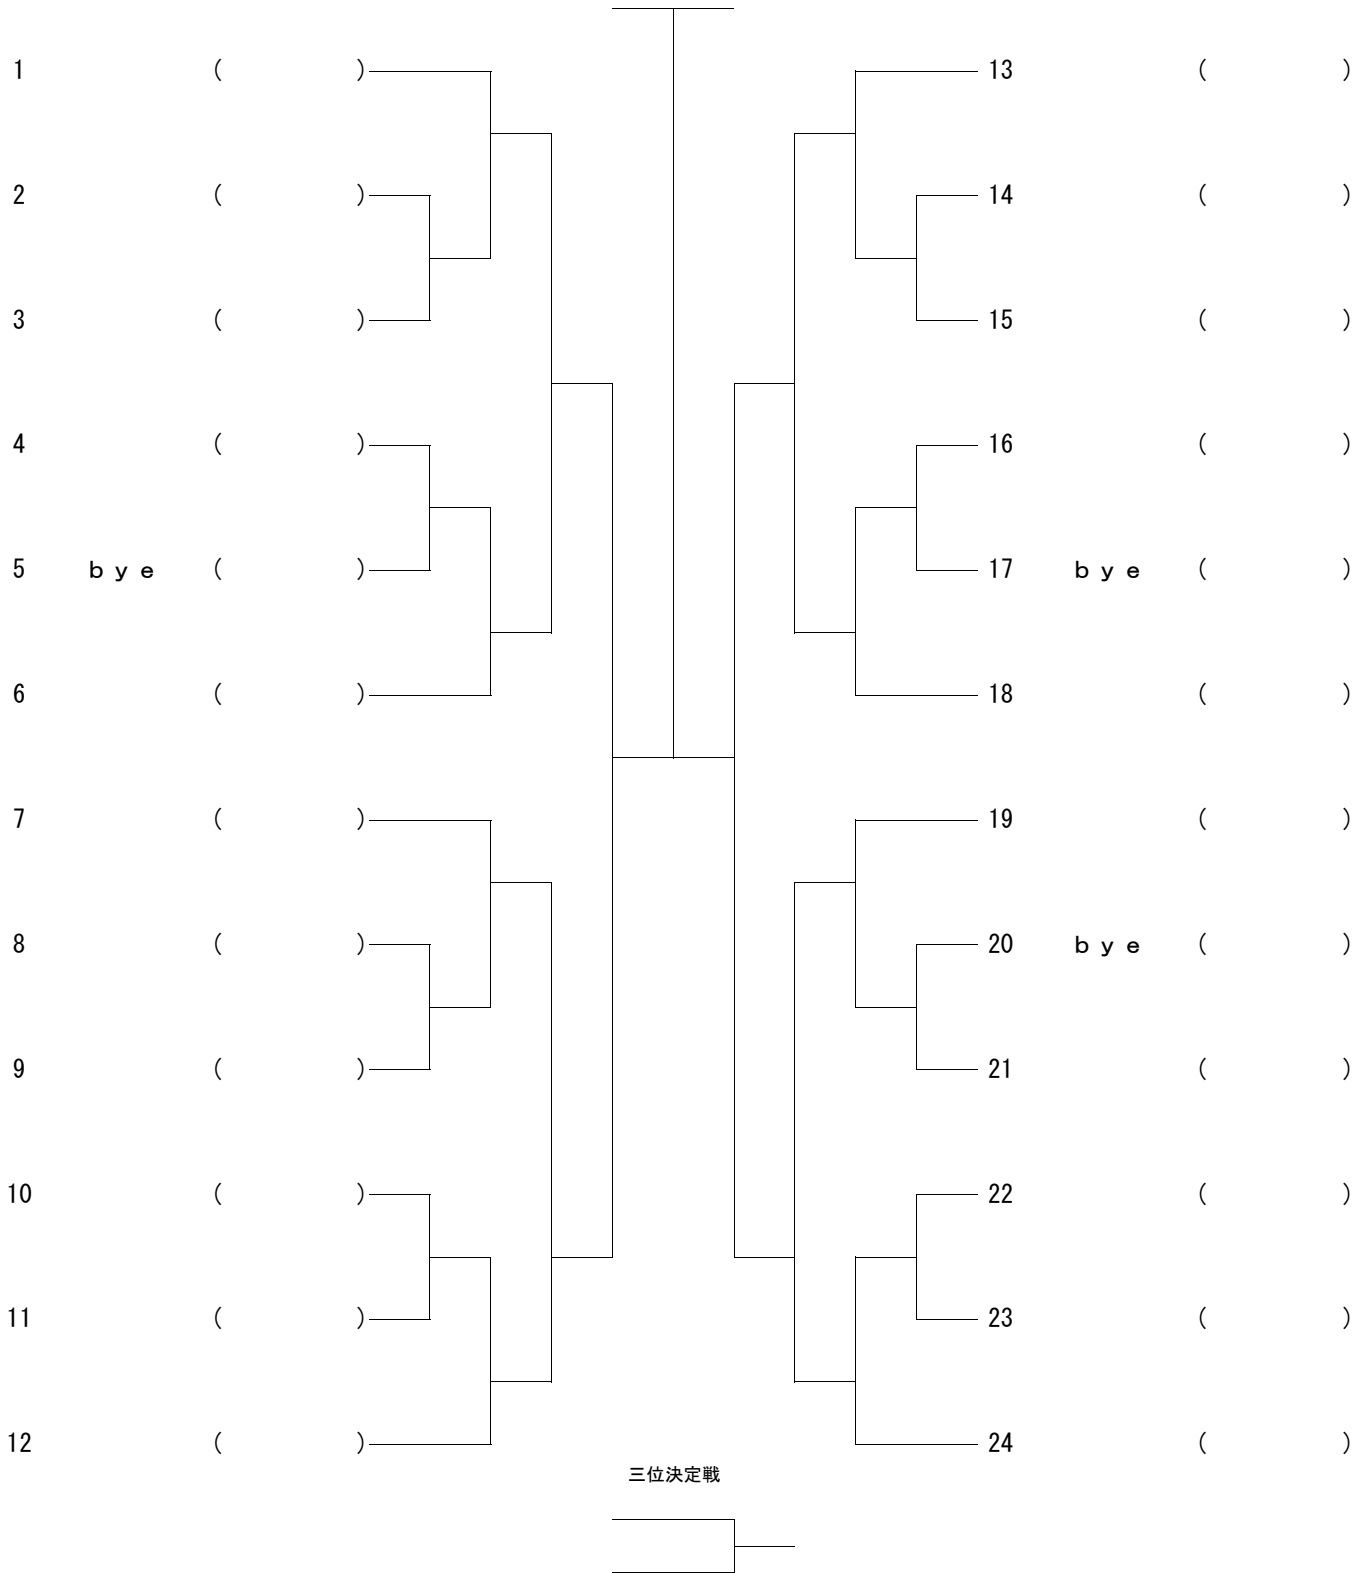 1 ( ) 13 ( )
2 ( ) 14 ( )
3 ( ) 15 ( )
4 ( ) 16 ( )
5 ｂｙｅ ( ) 17 ｂｙｅ ( )
6 ( ) 18 ( )
7 ( ) 19 ( )
8 ( ) 20 ｂｙｅ ( )
9 ( ) 21 ( )
10 ( ) 22 ( )
11 ( ) 23 ( )
12 ( ) 24 ( )
三位決定戦